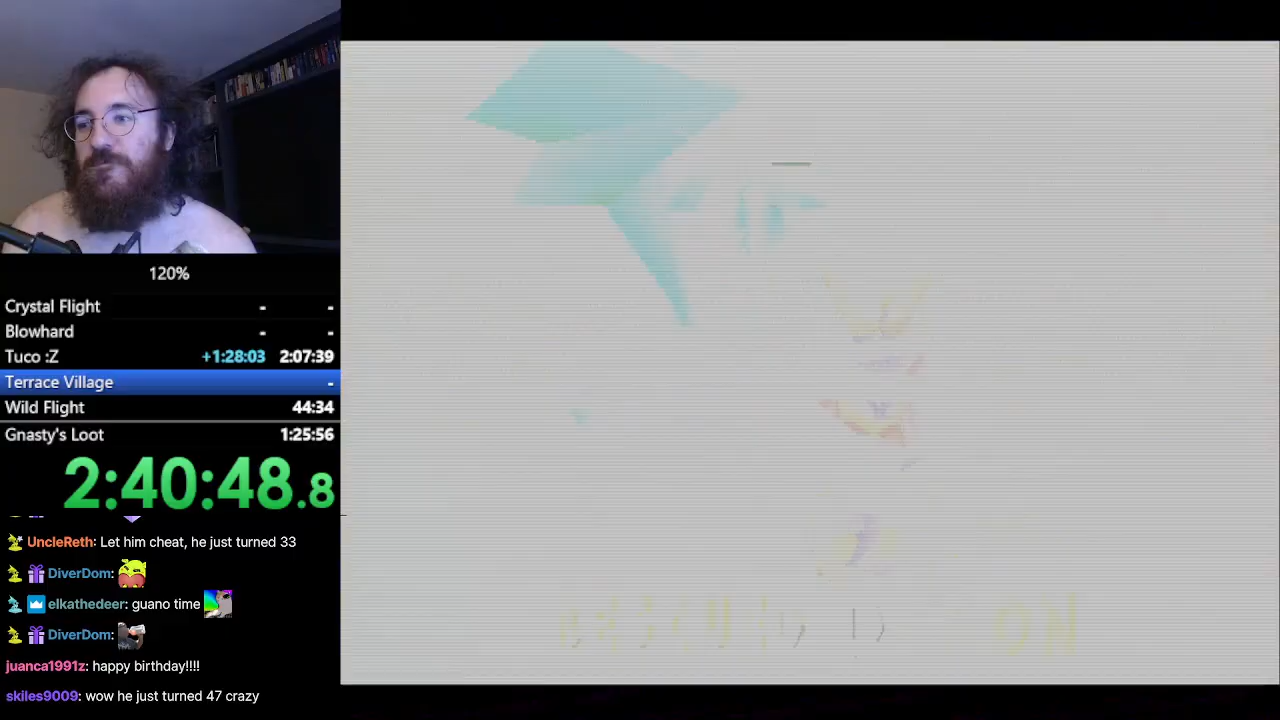 120%
Crystal Flight - -
Blowhard - -
Tuco :Z +1:28:03 2:07:39
Terrace Village -
Wild Flight 44:34
Gnasty's Loot 1:25:56
2:40:48.8
UncleReth: Let him cheat, he just turned 33
DiverDom:
elkathedeer: guano time
DiverDom:
juanca1991z: happy birthday!!!!
skiles9009: wow he just turned 47 crazy